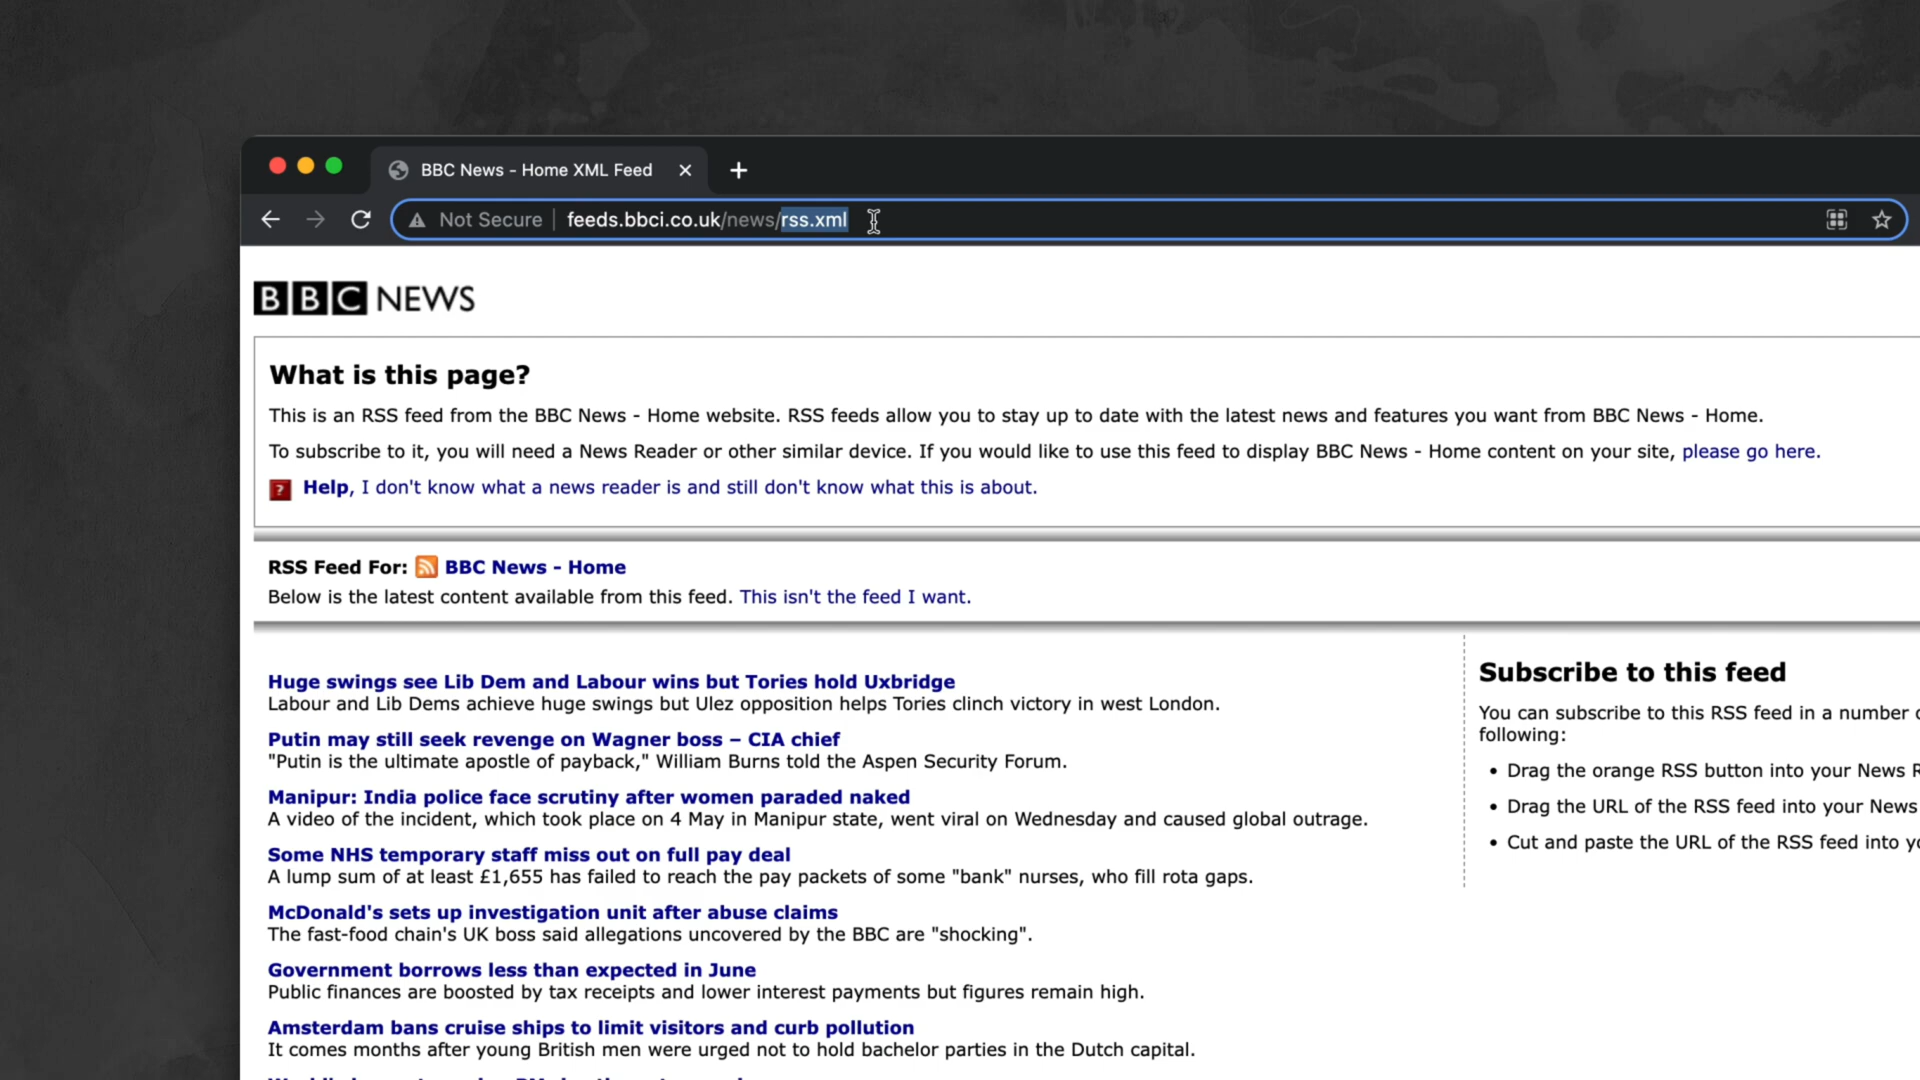 BBC News - Home XML Feed
Not Secure | feeds.bbci.co.uk/news/rss.xml
BBC NEWS
What is this page?
This is an RSS feed from the BBC News - Home website. RSS feeds allow you to stay up to date with the latest news and features you want from BBC News - Home.
To subscribe to it, you will need a News Reader or other similar device. If you would like to use this feed to display BBC News - Home content on your site, please go here.
? Help, I don't know what a news reader is and still don't know what this is about.
RSS Feed For: BBC News - Home
Below is the latest content available from this feed. This isn't the feed I want.
Huge swings see Lib Dem and Labour wins but Tories hold Uxbridge
Labour and Lib Dems achieve huge swings but Ulez opposition helps Tories clinch victory in west London.
Putin may still seek revenge on Wagner boss – CIA chief
"Putin is the ultimate apostle of payback," William Burns told the Aspen Security Forum.
Manipur: India police face scrutiny after women paraded naked
A video of the incident, which took place on 4 May in Manipur state, went viral on Wednesday and caused global outrage.
Some NHS temporary staff miss out on full pay deal
A lump sum of at least £1,655 has failed to reach the pay packets of some "bank" nurses, who fill rota gaps.
McDonald's sets up investigation unit after abuse claims
The fast-food chain's UK boss said allegations uncovered by the BBC are "shocking".
Government borrows less than expected in June
Public finances are boosted by tax receipts and lower interest payments but figures remain high.
Amsterdam bans cruise ships to limit visitors and curb pollution
It comes months after young British men were urged not to hold bachelor parties in the Dutch capital.
Subscribe to this feed
You can subscribe to this RSS feed in a number
following:
• Drag the orange RSS button into your News
• Drag the URL of the RSS feed into your News
• Cut and paste the URL of the RSS feed into